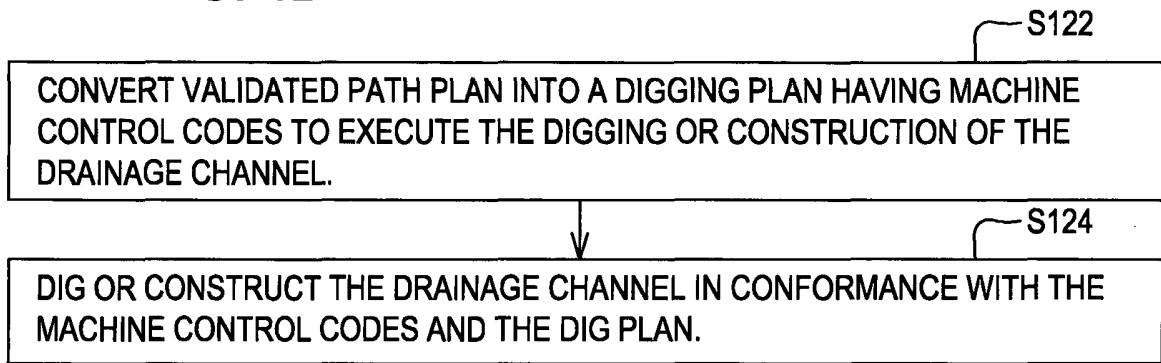 S122
CONVERT VALIDATED PATH PLAN INTO A DIGGING PLAN HAVING MACHINE
CONTROL CODES TO EXECUTE THE DIGGING OR CONSTRUCTION OF THE
DRAINAGE CHANNEL.
S124
DIG OR CONSTRUCT THE DRAINAGE CHANNEL IN CONFORMANCE WITH THE
MACHINE CONTROL CODES AND THE DIG PLAN.